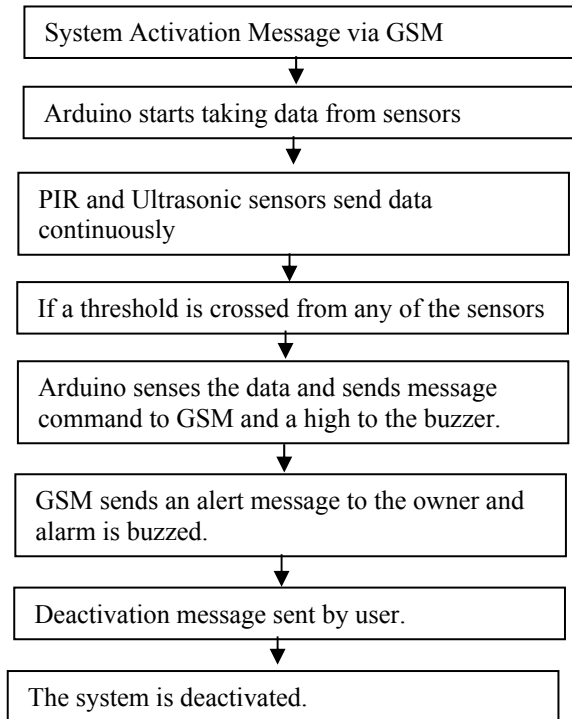 System Activation Message via GSM
Arduino starts taking data from sensors
PIR and Ultrasonic sensors send data
continuously
If a threshold is crossed from any of the sensors
Arduino senses the data and sends message
command to GSM and a high to the buzzer.
GSM sends an alert message to the owner and
alarm is buzzed.
Deactivation message sent by user.
The system is deactivated.